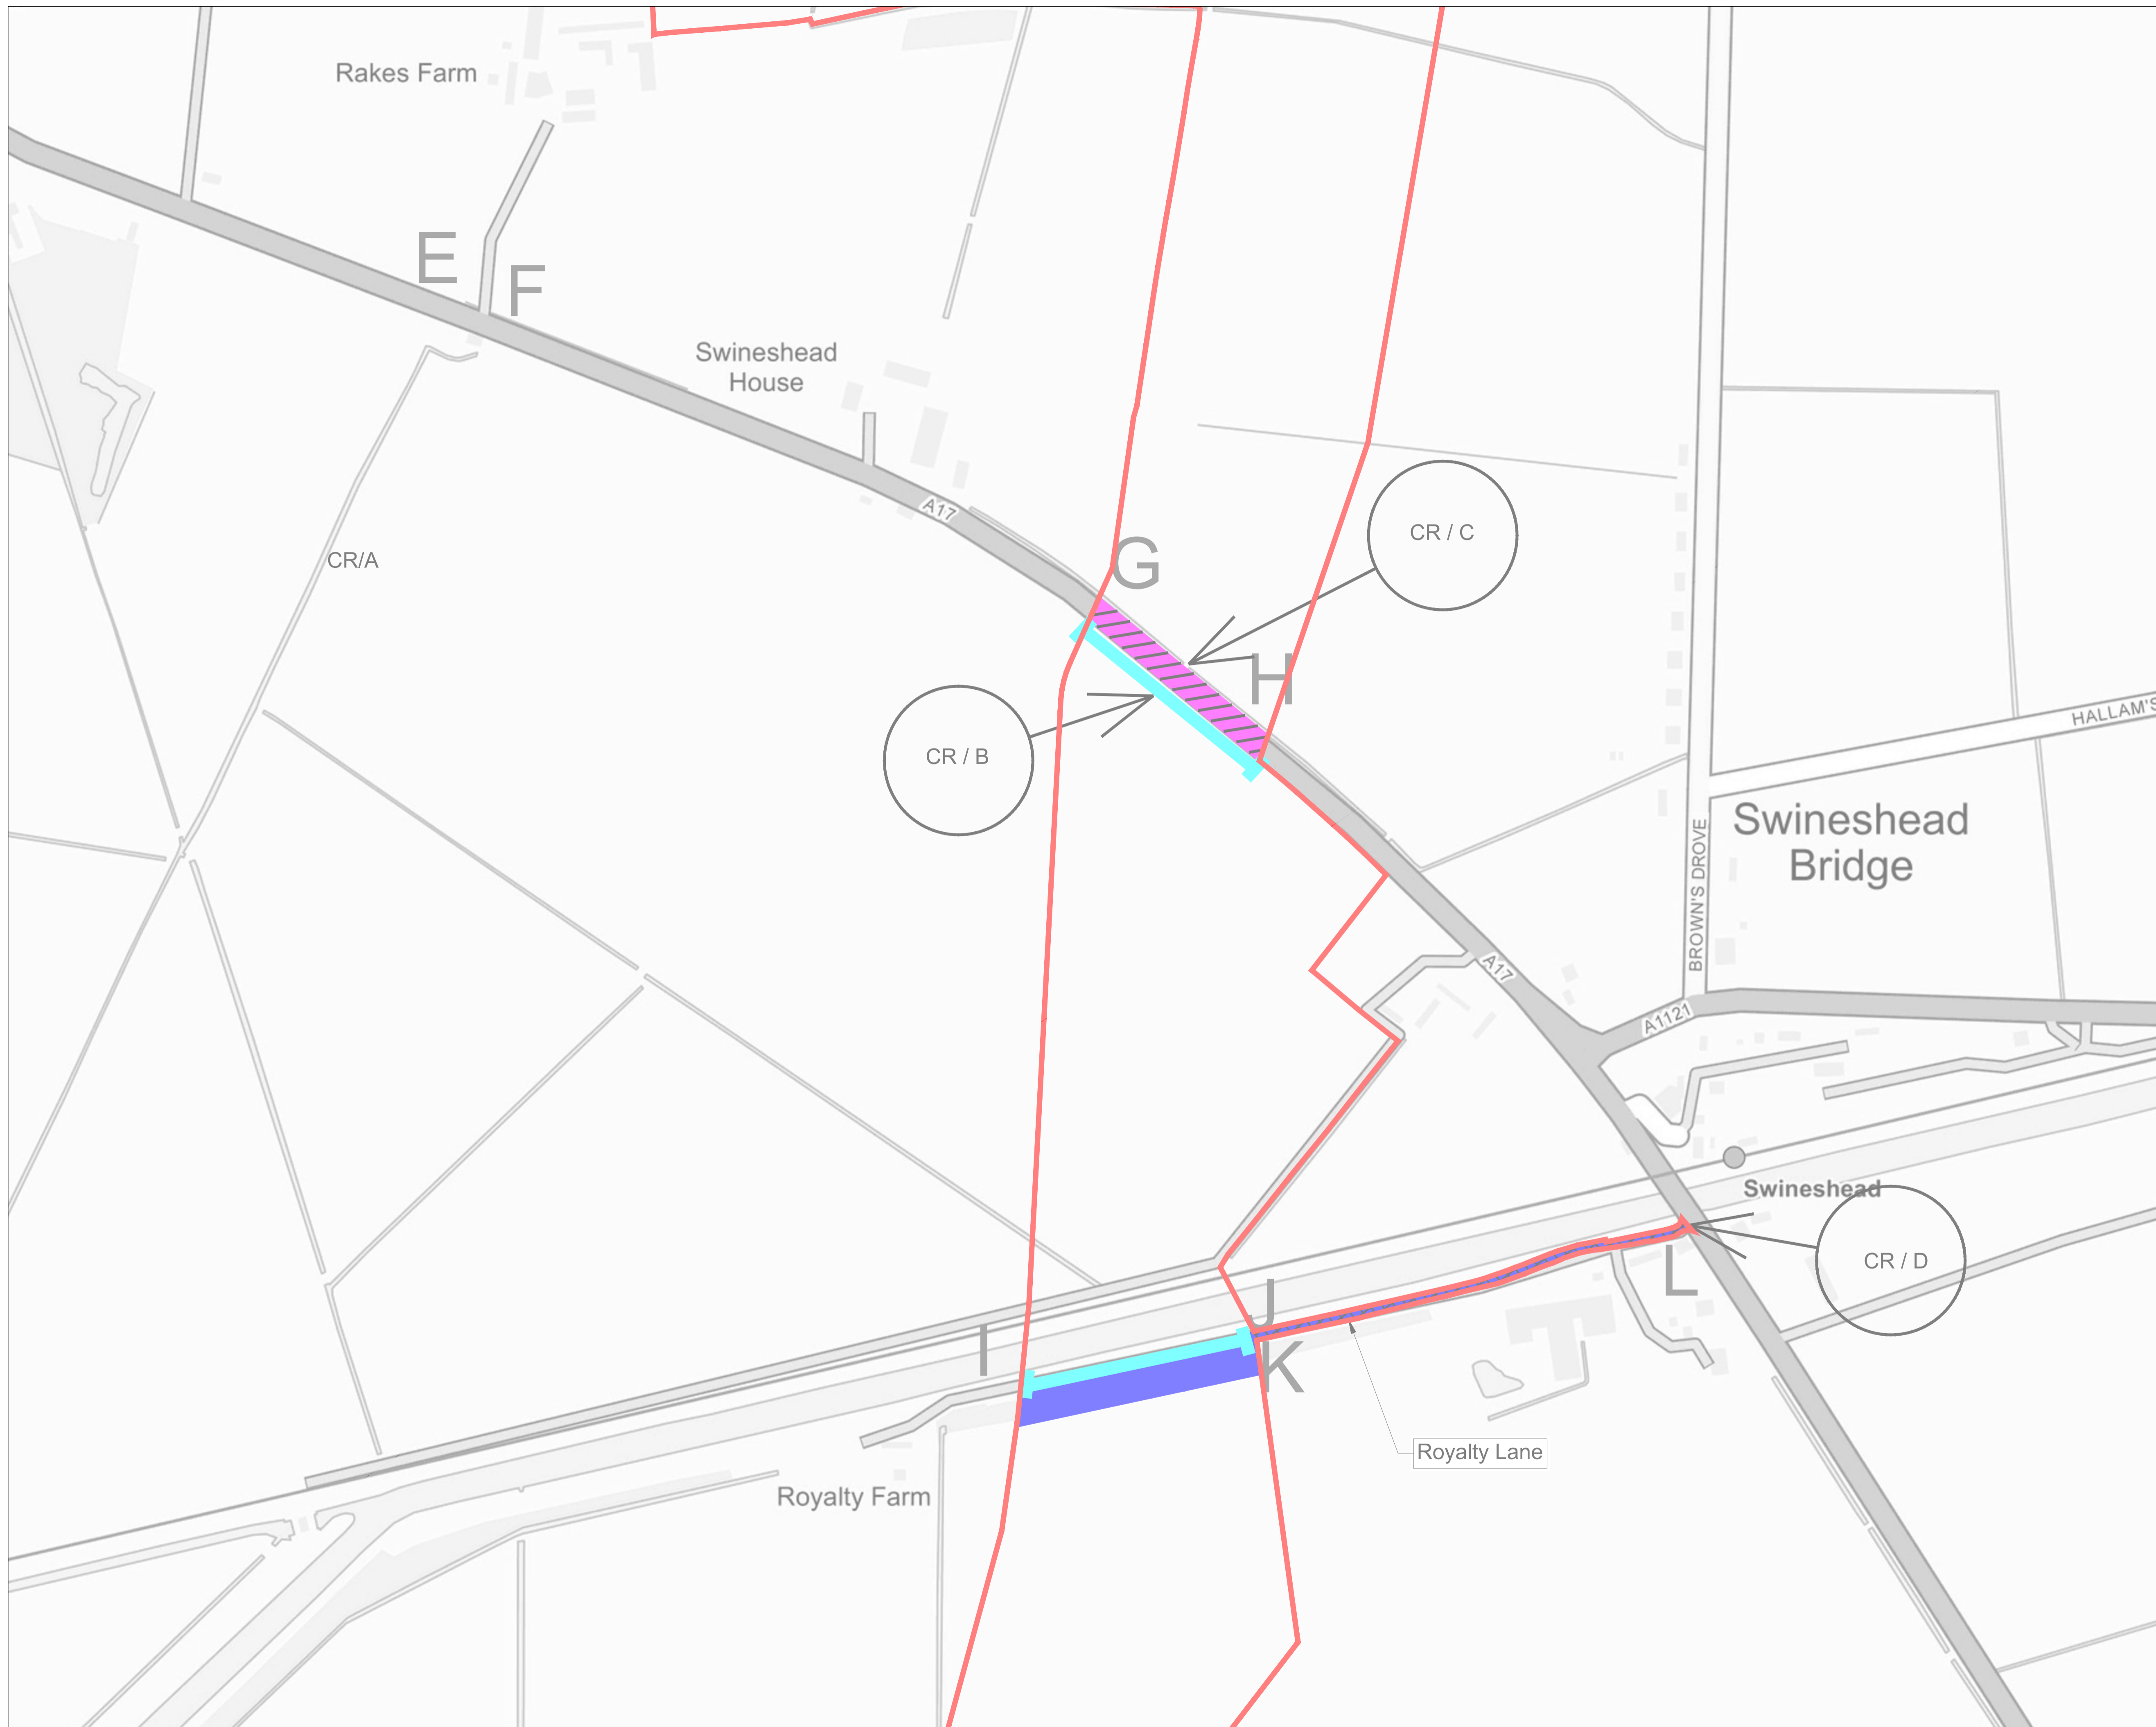 Rakes Farm
E
F
Swineshead
House
A17
CR / C
CR/A
G
H
HALLAM'S
CR / B
Swineshead
Bridge
BROWN'S DROVE
A17
A1121
Swineshead
CR / D
L
J
I
K
Royalty Lane
Royalty Farm